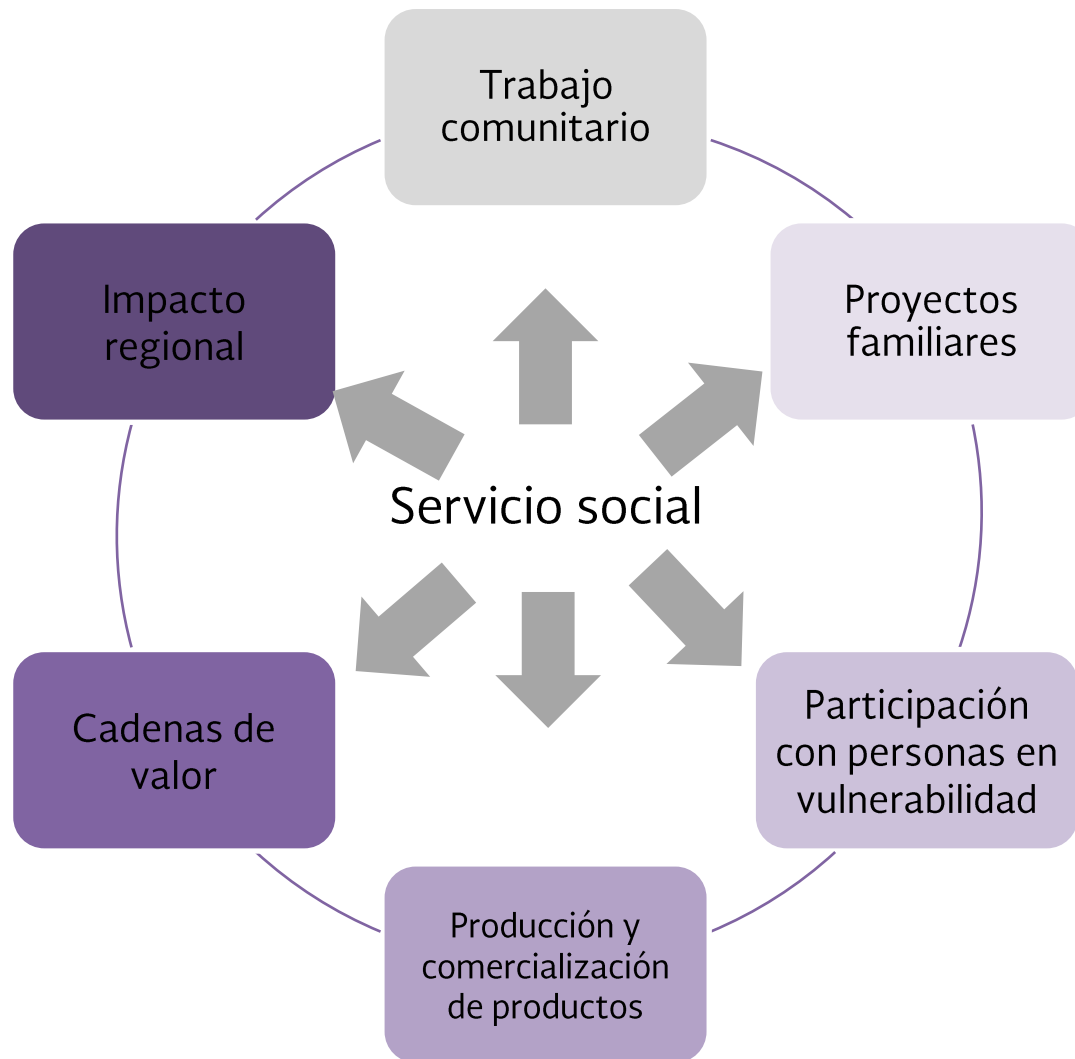 Trabajo
comunitario
Impacto
regional
Proyectos
familiares
Servicio social
Cadenas de
valor
Participación
con personas en
vulnerabilidad
Producción y
comercialización
de productos